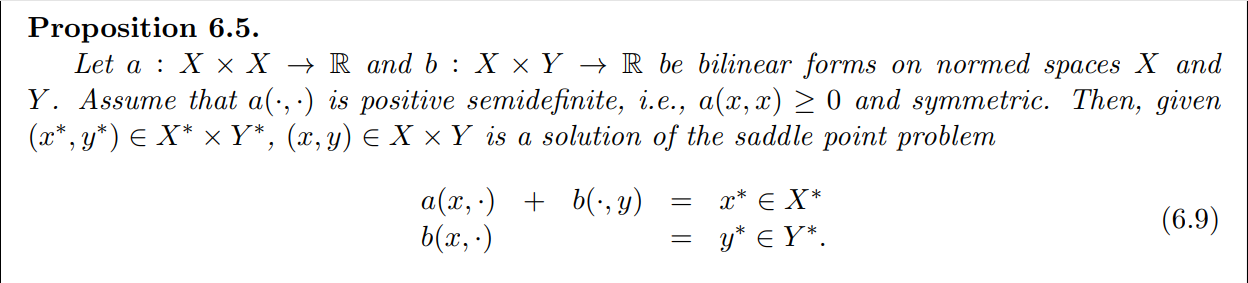 Proposition 6.5.
Let a : X × X → ℝ and b : X × Y → ℝ be bilinear forms on normed spaces X and
Y. Assume that a(·,·) is positive semidefinite, i.e., a(x, x) ≥ 0 and symmetric. Then, given
(x*, y*) ∈ X* × Y*, (x, y) ∈ X × Y is a solution of the saddle point problem
a(x, ·) + b(·, y) = x* ∈ X*
b(x, ·) = y* ∈ Y*.
(6.9)